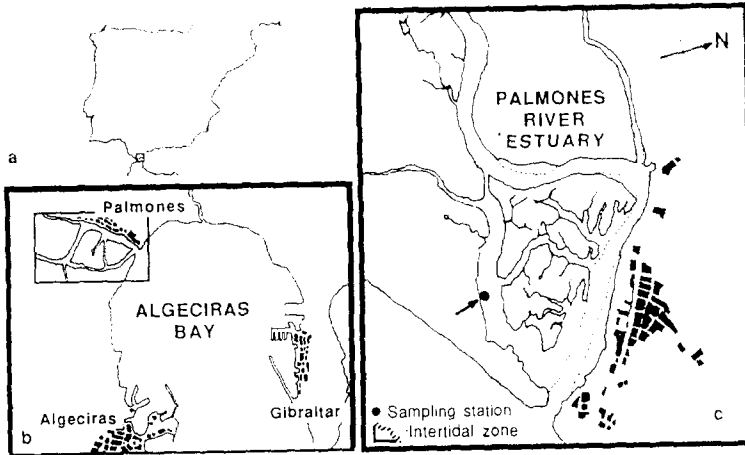 a
Palmones
ALGECIRAS
BAY
Algeciras
Gibraltar
b
N
PALMONES
RIVER
ESTUARY
Sampling station
Intertidal zone
c